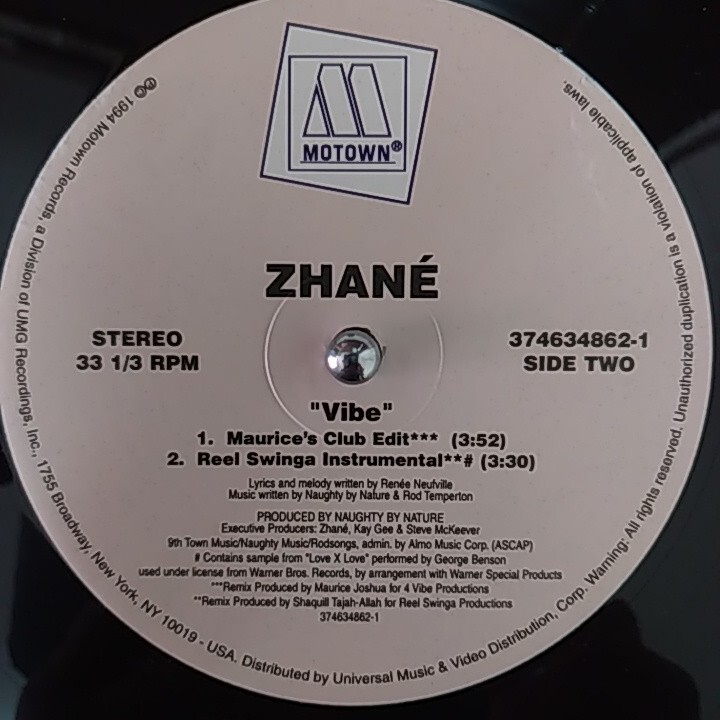 MOTOWN®
ZHANÉ
STEREO
33 1/3 RPM
374634862-1
SIDE TWO
"Vibe"
1. Maurice's Club Edit*** (3:52)
2. Reel Swinga Instrumental**# (3:30)
Lyrics and melody written by Renée Neufville
Music written by Naughty by Nature & Rod Temperton
PRODUCED BY NAUGHTY BY NATURE
Executive Producers: Zhané, Kay Gee & Steve McKeever
9th Town Music/Naughty Music/Rodsongs, admin. by Almo Music Corp. (ASCAP)
# Contains sample from "Love X Love" performed by George Benson
used under license from Warner Bros. Records, by arrangement with Warner Special Products
***Remix Produced by Maurice Joshua for 4 Vibe Productions
**Remix Produced by Shaquill Tajah-Allah for Reel Swinga Productions
374634862-1
℗© 1994 Motown Records, a Division of UMG Recordings, Inc., 1755 Broadway, New York, NY 10019 - USA. Distributed by Universal Music & Video Distribution, Corp. Warning: All rights reserved. Unauthorized duplication is a violation of applicable laws.